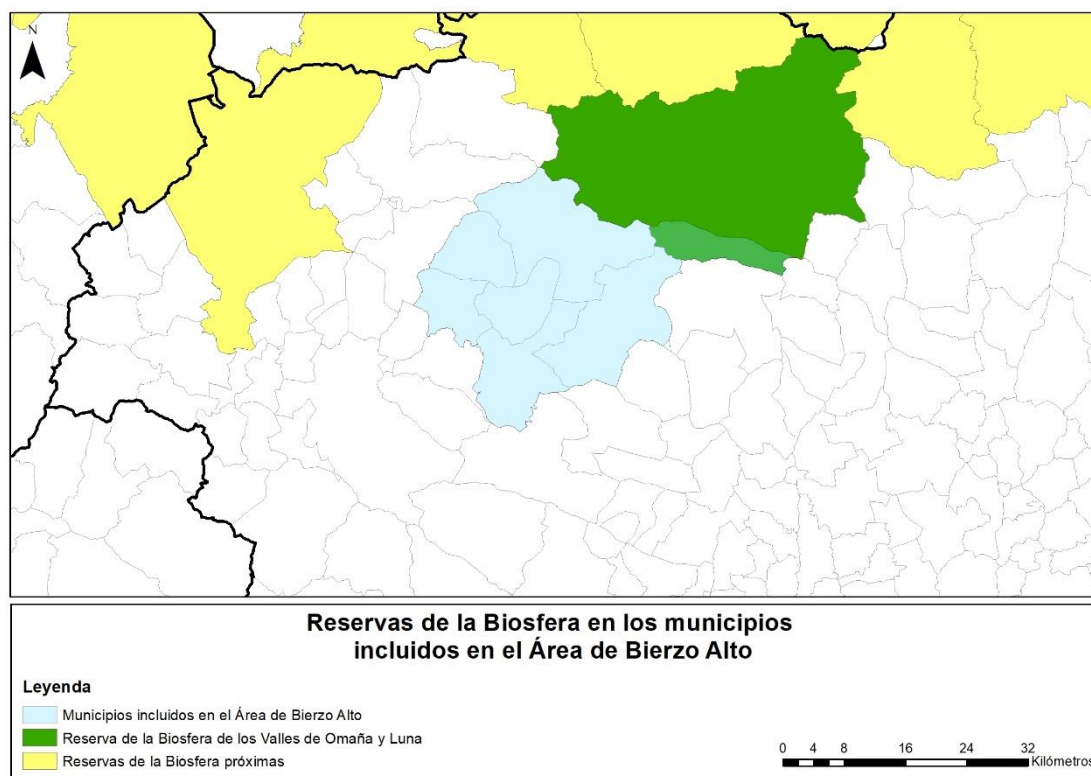 N
Reservas de la Biosfera en los municipios
incluidos en el Área de Bierzo Alto
Leyenda
Municipios incluidos en el Área de Bierzo Alto
Reserva de la Biosfera de los Valles de Omaña y Luna
Reservas de la Biosfera próximas
0 2 4 8 16 24 32
Kilómetros